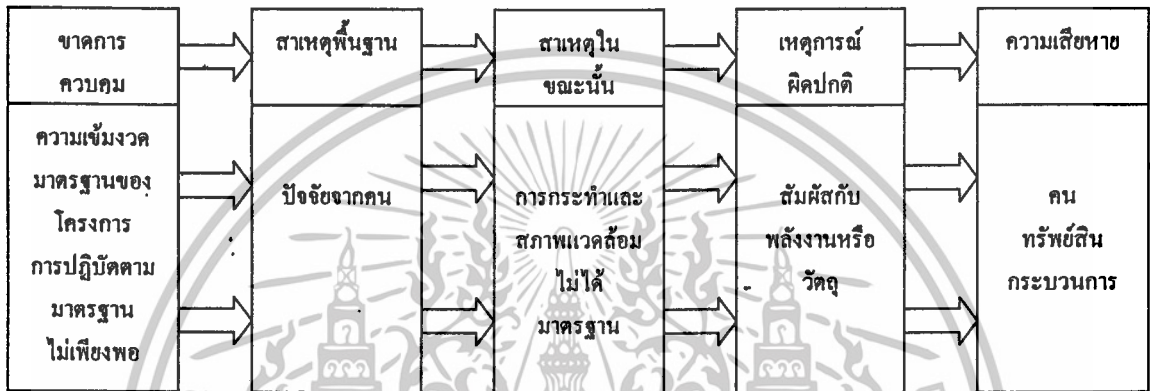 ขาดการ
ควบคุม
ความเข้มงวด
มาตรฐานของ
โครงการ
การปฏิบัติตาม
มาตรฐาน
ไม่เพียงพอ
สาเหตุพื้นฐาน
ปัจจัยจากคน
สาเหตุใน
ขณะนั้น
การกระทำและ
สภาพแวดล้อม
ไม่ได้
มาตรฐาน
เหตุการณ์
ผิดปกติ
สัมผัสกับ
พลังงานหรือ
วัตถุ
ความเสียหาย
คน
ทรัพย์สิน
กระบวนการ